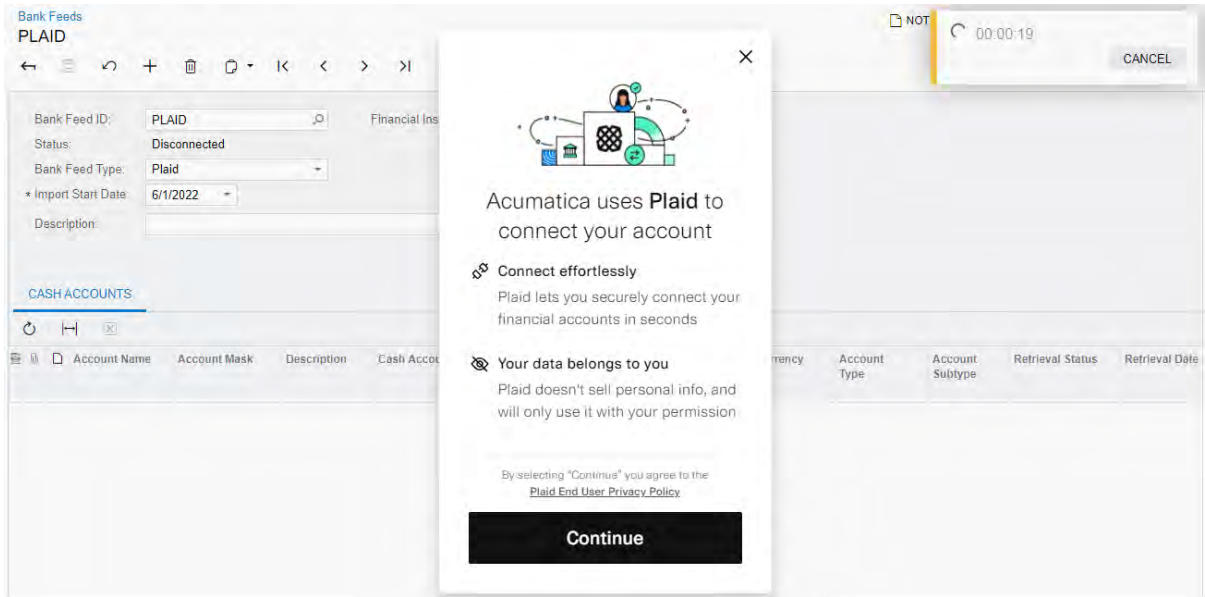 Bank Feeds
PLAID
NOT
00:00:19
CANCEL
Bank Feed ID: PLAID
Financial Ins
Status: Disconnected
Bank Feed Type: Plaid
* Import Start Date: 6/1/2022
Description:
Acumatica uses Plaid to
connect your account
Connect effortlessly
Plaid lets you securely connect your
financial accounts in seconds
Your data belongs to you
Plaid doesn't sell personal info, and
will only use it with your permission
By selecting "Continue" you agree to the
Plaid End User Privacy Policy
Continue
CASH ACCOUNTS
Account Name Account Mask Description Cash Accou rrency Account Type Account Subtype Retrieval Status Retrieval Date